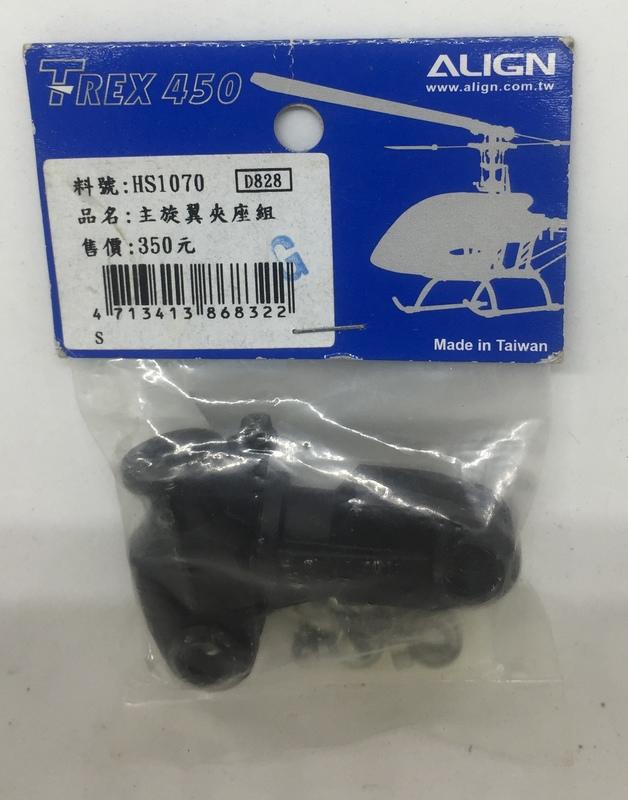 T-REX 450
ALIGN
www.align.com.tw
料號:HS1070 D828
品名:主旋翼夾座組
售價:350元
4 713413 868322
S
Made in Taiwan